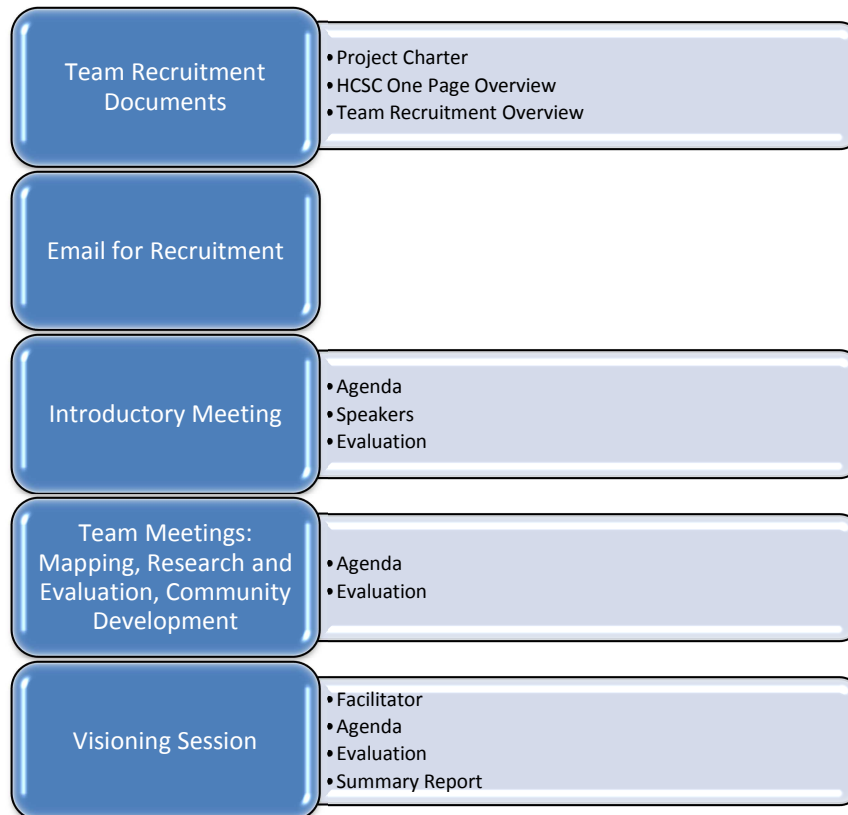 Team Recruitment
Documents
• Project Charter
• HCSC One Page Overview
• Team Recruitment Overview
Email for Recruitment
Introductory Meeting
• Agenda
• Speakers
• Evaluation
Team Meetings:
Mapping, Research and
Evaluation, Community
Development
• Agenda
• Evaluation
Visioning Session
• Facilitator
• Agenda
• Evaluation
• Summary Report